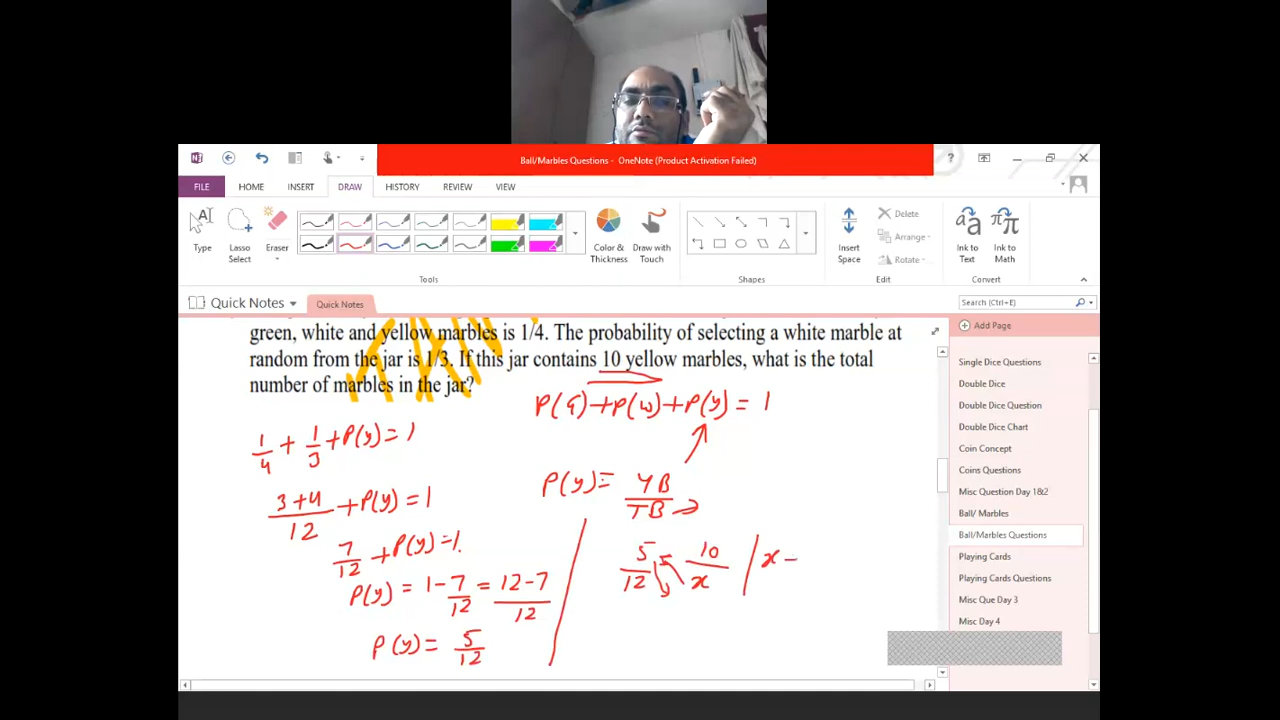 Ball/Marbles Questions - OneNote (Product Activation Failed)
?
FILE HOME INSERT DRAW HISTORY REVIEW VIEW
Type
Lasso Select
Eraser
Color & Thickness
Draw with Touch
Insert Space
Delete
Arrange
Rotate
Ink to Text
Ink to Math
Tools Shapes Edit Convert
Quick Notes
Quick Notes
Search (Ctrl+E)
green, white and yellow marbles is 1/4. The probability of selecting a white marble at
random from the jar is 1/3. If this jar contains 10 yellow marbles, what is the total
number of marbles in the jar?
P(G)+P(W)+P(y) = 1
1/4 + 1/3 + P(y) = 1
3+4/12 + P(y) = 1
7/12 + P(y) = 1
P(y) = 1 - 7/12 = 12-7/12
P(y) = 5/12
P(y) = YB/TB →
5/12 = 10/x
x -
Add Page
Single Dice Questions
Double Dice
Double Dice Question
Double Dice Chart
Coin Concept
Coins Questions
Misc Question Day 1&2
Ball/ Marbles
Ball/Marbles Questions
Playing Cards
Playing Cards Questions
Misc Que Day 3
Misc Day 4